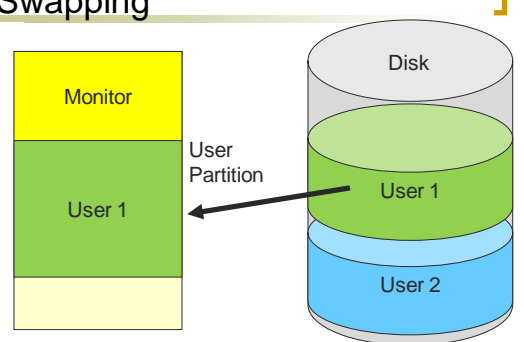 Swapping
Monitor
User 1
User
Partition
Disk
User 1
User 2